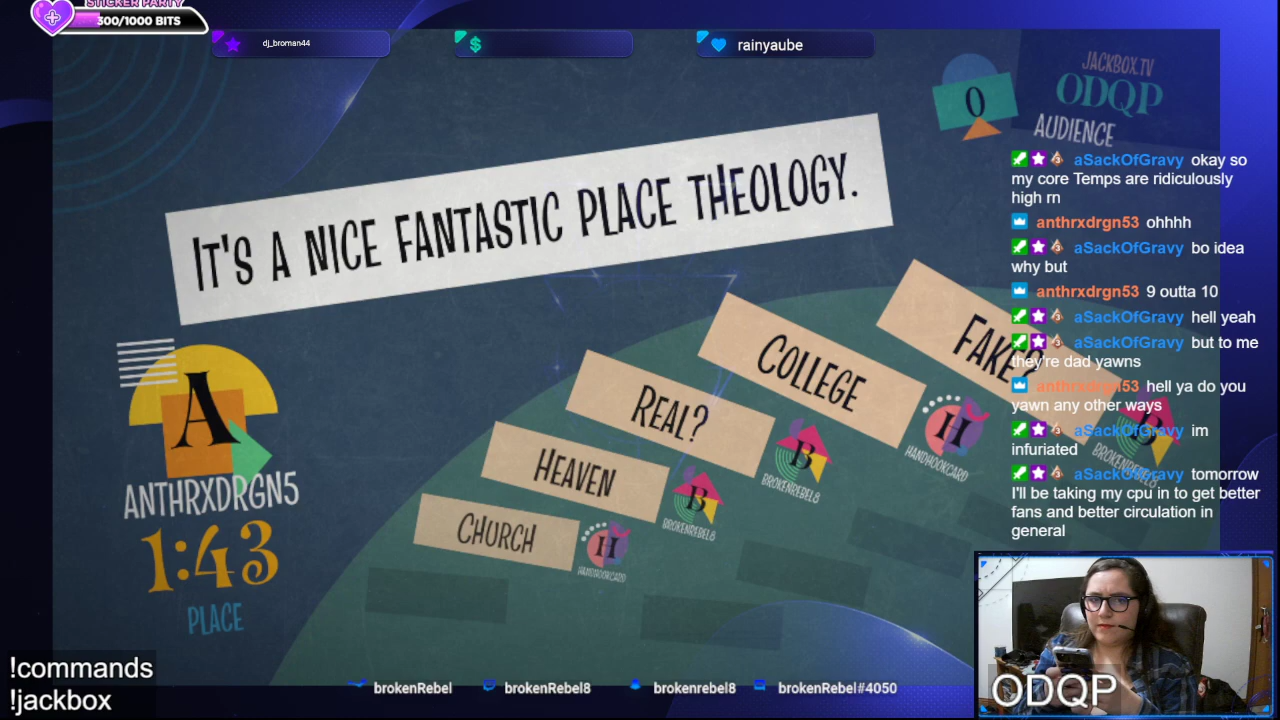 STICKER PARTY
300/1000 BITS
dj_broman44
$
rainyaube
0
JACKBOX.TV
ODQP
AUDIENCE
IT'S A NICE FANTASTIC PLACE THEOLOGY.
A
ANTHRXDRGN5
1:43
PLACE
FAKE?
B
BROKENREBEL8
COLLEGE
H
HANDHOOKCARD
REAL?
B
BROKENREBEL8
HEAVEN
B
BROKENREBEL8
CHURCH
H
HANDHOOKCARD
aSackOfGravy okay so
my core Temps are ridiculously
high rn
anthrxdrgn53 ohhhh
aSackOfGravy bo idea
why but
anthrxdrgn53 9 outta 10
aSackOfGravy hell yeah
aSackOfGravy but to me
they're dad yawns
anthrxdrgn53 hell ya do you
yawn any other ways
aSackOfGravy im
infuriated
aSackOfGravy tomorrow
I'll be taking my cpu in to get better
fans and better circulation in
general
ODQP
!commands
!jackbox
brokenRebel
brokenRebel8
brokenrebel8
brokenRebel#4050